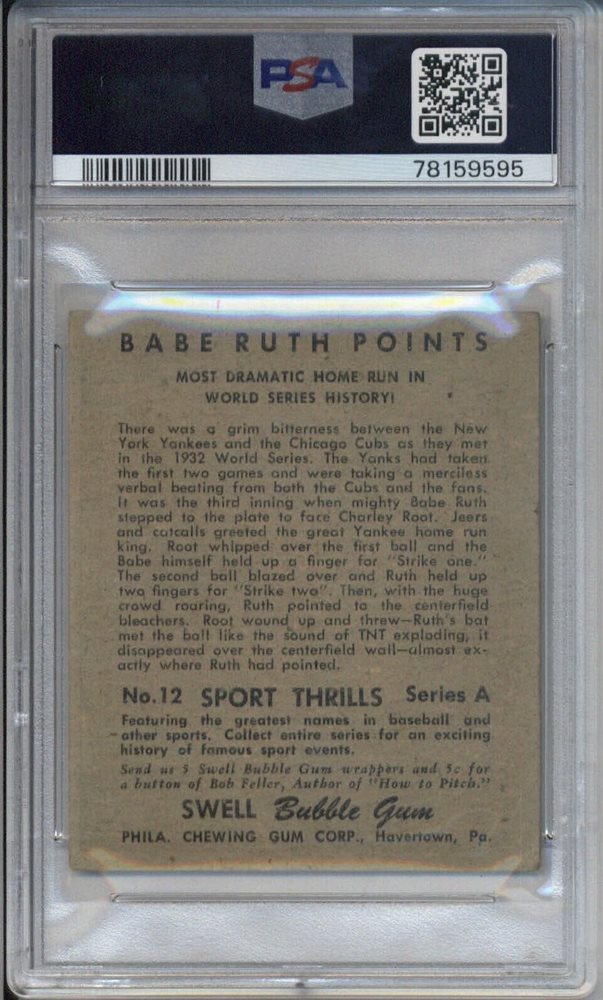 PSA
78159595
BABE RUTH POINTS
MOST DRAMATIC HOME RUN IN
WORLD SERIES HISTORY!
There was a grim bitterness between the New
York Yankees and the Chicago Cubs as they met
in the 1932 World Series. The Yanks had taken
the first two games and were taking a merciless
verbal beating from both the Cubs and the fans.
It was the third inning when mighty Babe Ruth
stepped to the plate to face Charley Root. Jeers
and catcalls greeted the great Yankee home run
king. Root whipped over the first ball and the
Babe himself held up a finger for "Strike one."
The second ball blazed over and Ruth held up
two fingers for "Strike two". Then, with the huge
crowd roaring, Ruth pointed to the centerfield
bleachers. Root wound up and threw—Ruth's bat
met the ball like the sound of TNT exploding, it
disappeared over the centerfield wall—almost ex-
actly where Ruth had pointed.
No. 12 SPORT THRILLS Series A
Featuring the greatest names in baseball and
other sports. Collect entire series for an exciting
history of famous sport events.
Send us 5 Swell Bubble Gum wrappers and 5c for
a button of Bob Feller, Author of "How to Pitch."
SWELL Bubble Gum
PHILA. CHEWING GUM CORP., Havertown, Pa.